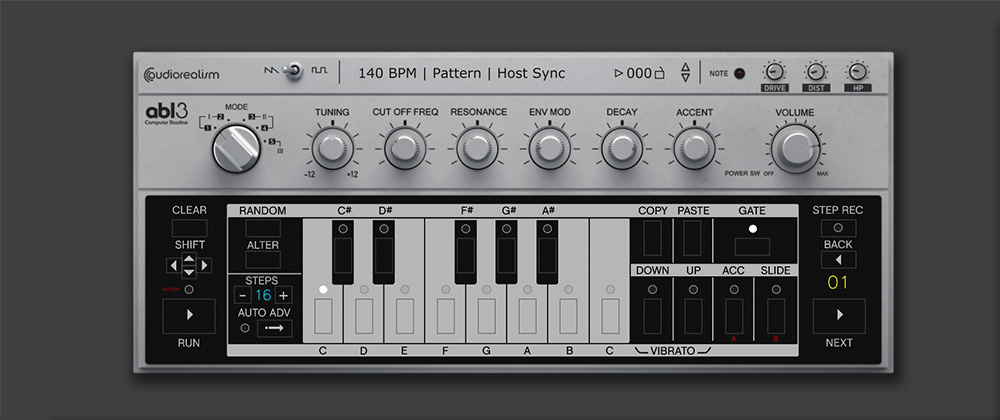 audiorealism
140 BPM | Pattern | Host Sync
000
NOTE
DRIVE DIST HP
abl3
Computer Bassline
MODE
I 2 3 II
1 4
5
III
TUNING CUT OFF FREQ RESONANCE ENV MOD DECAY ACCENT VOLUME
-12 +12
POWER SW OFF MAX
CLEAR RANDOM C# D# F# G# A# COPY PASTE GATE STEP REC
SHIFT ALTER BACK
DOWN UP ACC SLIDE
STEPS
- 16 +
01
AUTO ADV
A B
RUN C D E F G A B C VIBRATO NEXT